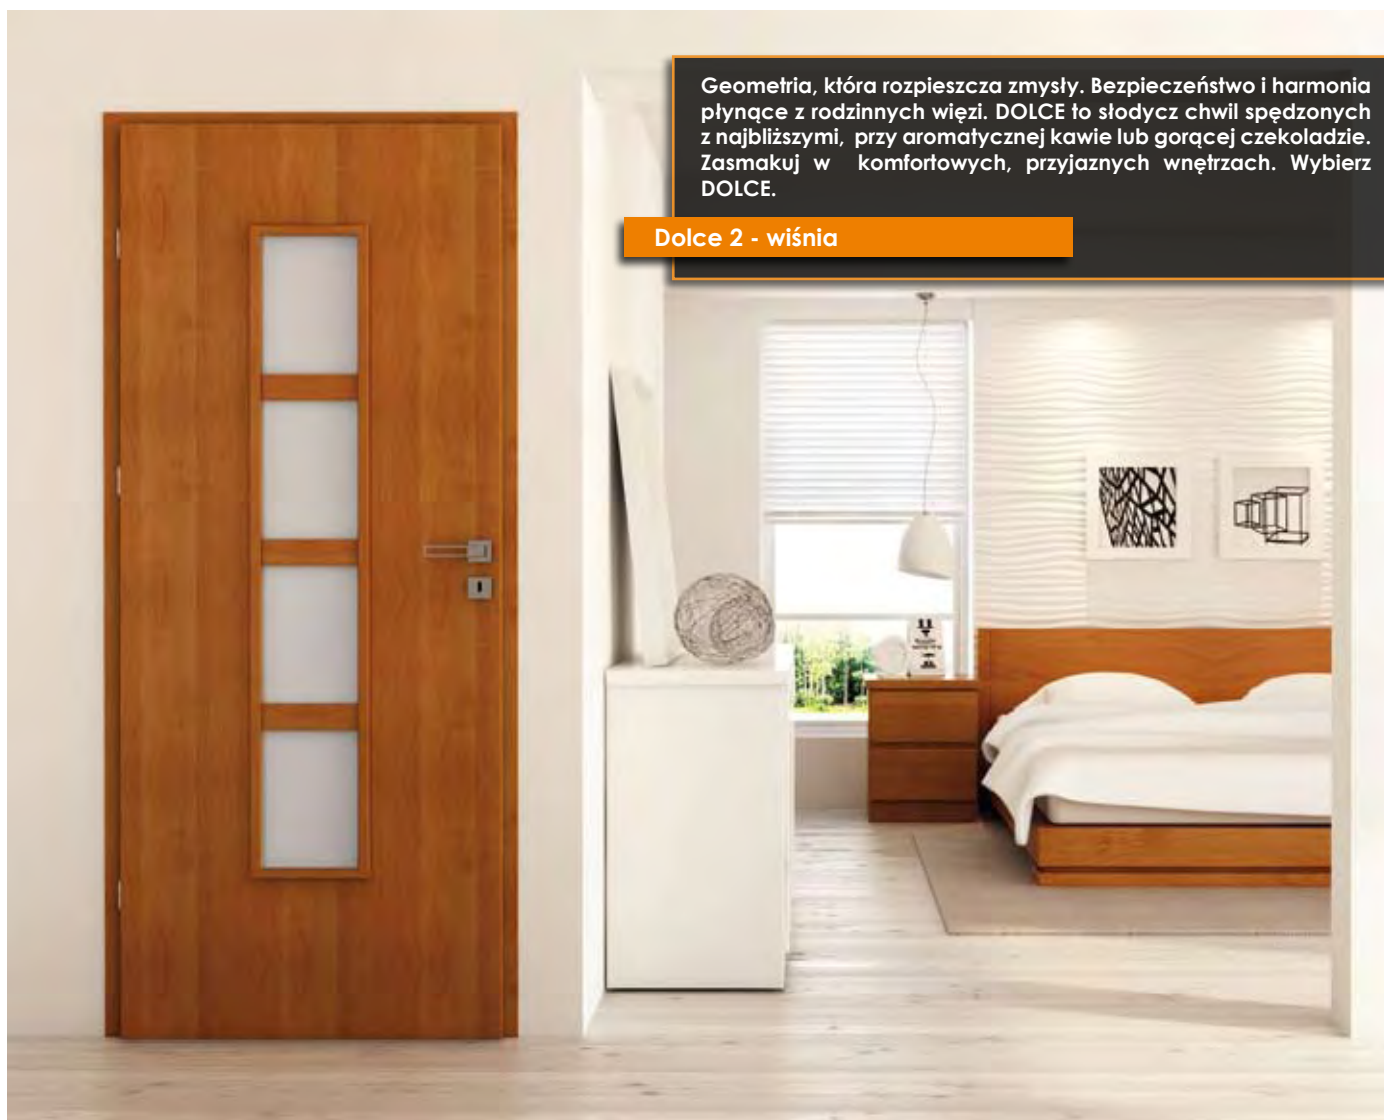 Geometria, która rozpieszcza zmysły. Bezpieczeństwo i harmonia
płynące z rodzinnych więzi. DOLCE to słodycz chwil spędzonych
z najbliższymi, przy aromatycznej kawie lub gorącej czekoladzie.
Zasmakuj w komfortowych, przyjaznych wnętrzach. Wybierz
DOLCE.
Dolce 2 - wiśnia